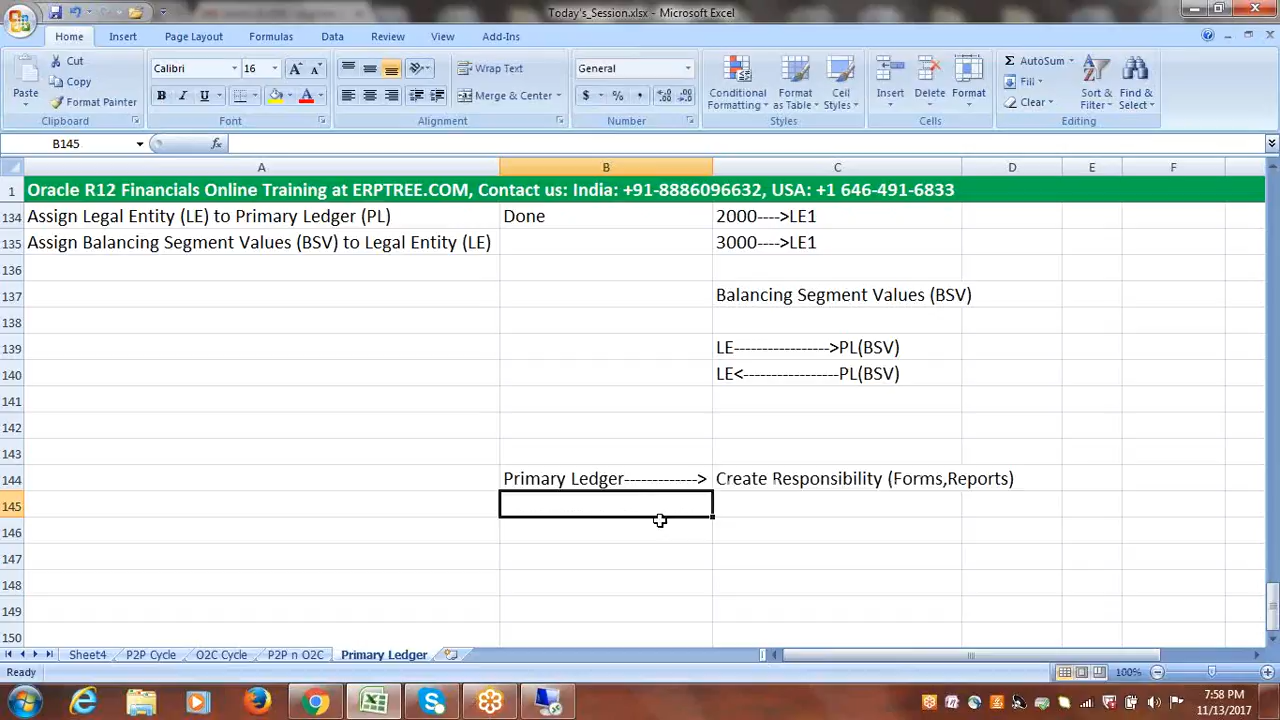 Today's_Session.xlsx - Microsoft Excel
Home Insert Page Layout Formulas Data Review View Add-Ins
Paste Cut Copy Format Painter Clipboard
Calibri 16 B I U Font
Wrap Text Merge & Center Alignment
General $ % , Number
Conditional Formatting Format as Table Cell Styles Styles
Insert Delete Format Cells
AutoSum Fill Clear Sort & Filter Find & Select Editing
B145 fx
A B C D E F
1 Oracle R12 Financials Online Training at ERPTREE.COM, Contact us: India: +91-8886096632, USA: +1 646-491-6833
134 Assign Legal Entity (LE) to Primary Ledger (PL) Done 2000---->LE1
135 Assign Balancing Segment Values (BSV) to Legal Entity (LE) 3000---->LE1
136
137 Balancing Segment Values (BSV)
138
139 LE----------------->PL(BSV)
140 LE<-----------------PL(BSV)
141
142
143
144 Primary Ledger-------------> Create Responsibility (Forms,Reports)
145
146
147
148
149
150
Sheet4 P2P Cycle O2C Cycle P2P n O2C Primary Ledger
Ready 100%
7:58 PM
11/13/2017